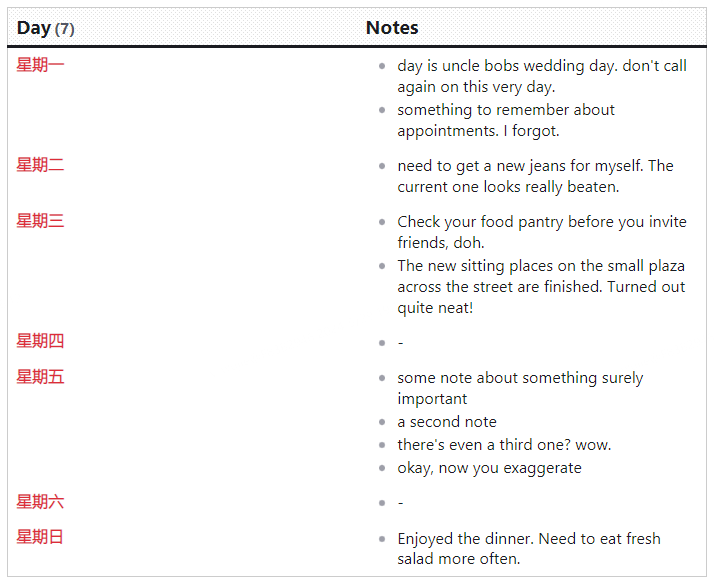 Day (7) Notes
星期一
day is uncle bobs wedding day. don't call
again on this very day.
something to remember about
appointments. I forgot.
星期二
need to get a new jeans for myself. The
current one looks really beaten.
星期三
Check your food pantry before you invite
friends, doh.
The new sitting places on the small plaza
across the street are finished. Turned out
quite neat!
星期四
-
星期五
some note about something surely
important
a second note
there's even a third one? wow.
okay, now you exaggerate
星期六
-
星期日
Enjoyed the dinner. Need to eat fresh
salad more often.